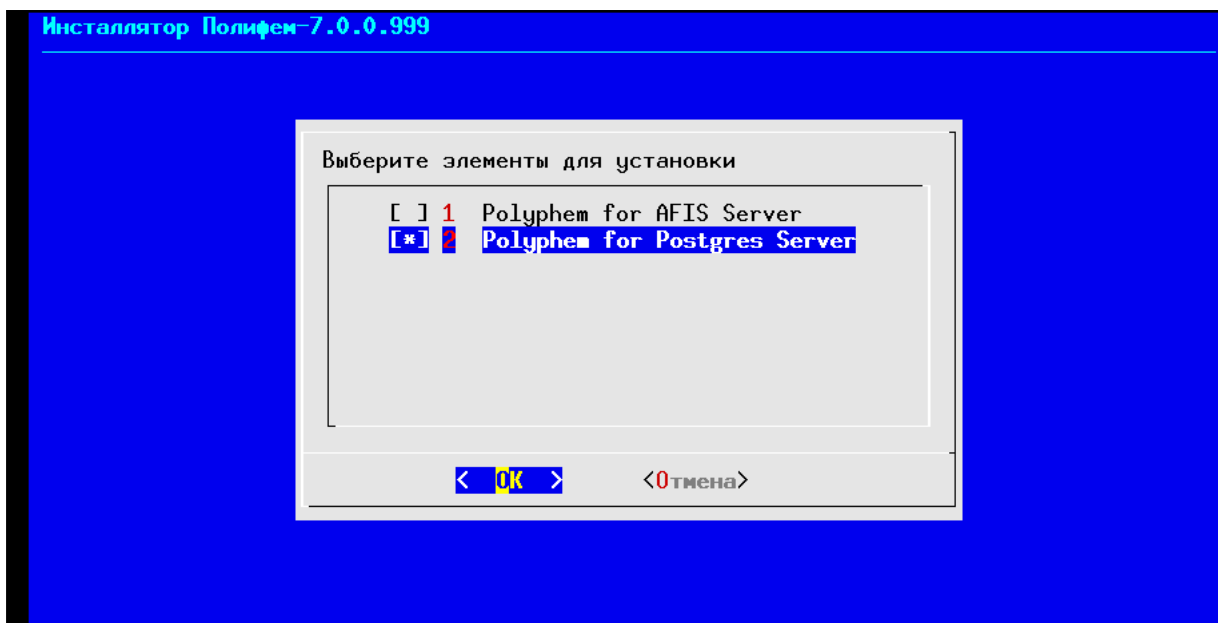 Инсталлятор Полифем-7.0.0.999
Выберите элементы для установки
[ ] 1 Polyphem for AFIS Server
[*] 2 Polyphem for Postgres Server
< OK > <Отмена>